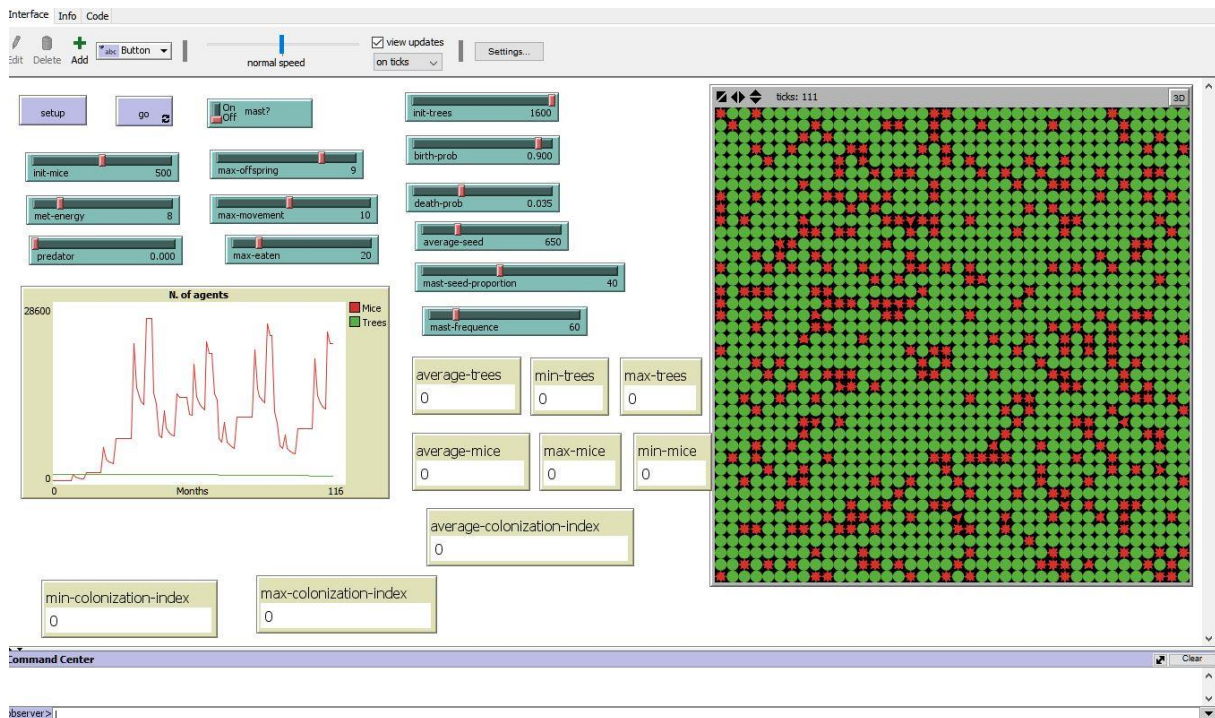 Interface Info Code
Edit Delete Add abc Button normal speed view updates on ticks Settings...
setup go On Off mast?
init-trees 1600
birth-prob 0.900
init-mice 500 max-offspring 9
death-prob 0.035
met-energy 8 max-movement 10
average-seed 650
predator 0.000 max-eaten 20
mast-seed-proportion 40
mast-frequence 60
N. of agents
28600
0
0 Months 116
Mice
Trees
average-trees min-trees max-trees
0 0 0
average-mice max-mice min-mice
0 0 0
average-colonization-index
0
min-colonization-index max-colonization-index
0 0
ticks: 111 3D
Command Center Clear
observer>